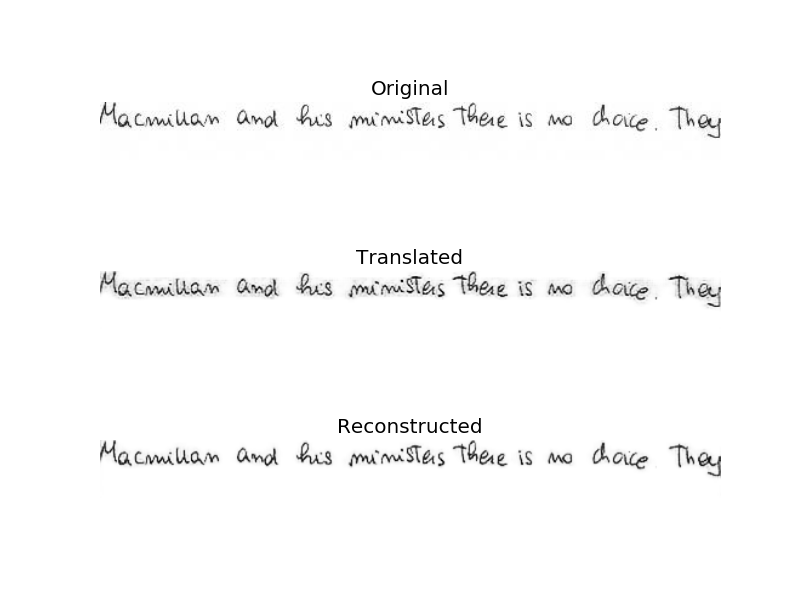 Original
Macmillan and his ministers there is no choice. They
Translated
Macmillan and his ministers there is no choice. They
Reconstructed
Macmillan and his ministers there is no choice They